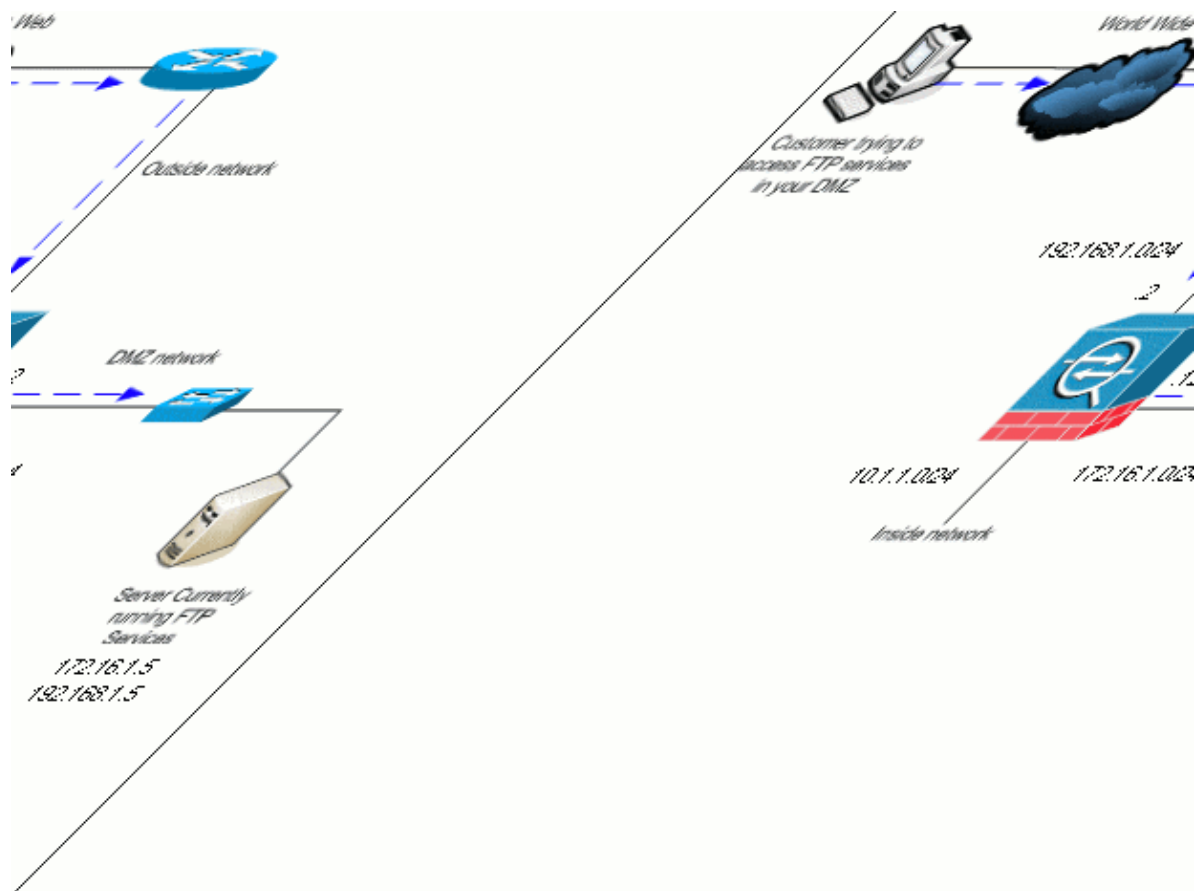 Web
Outside network
DMZ network
Server Currently
running FTP
Services
172.16.1.5
192.168.1.5
World Wide
Customer trying to
access FTP services
in your DMZ
192.168.1.0/24
.2
10.1.1.0/24
172.16.1.0/24
Inside network